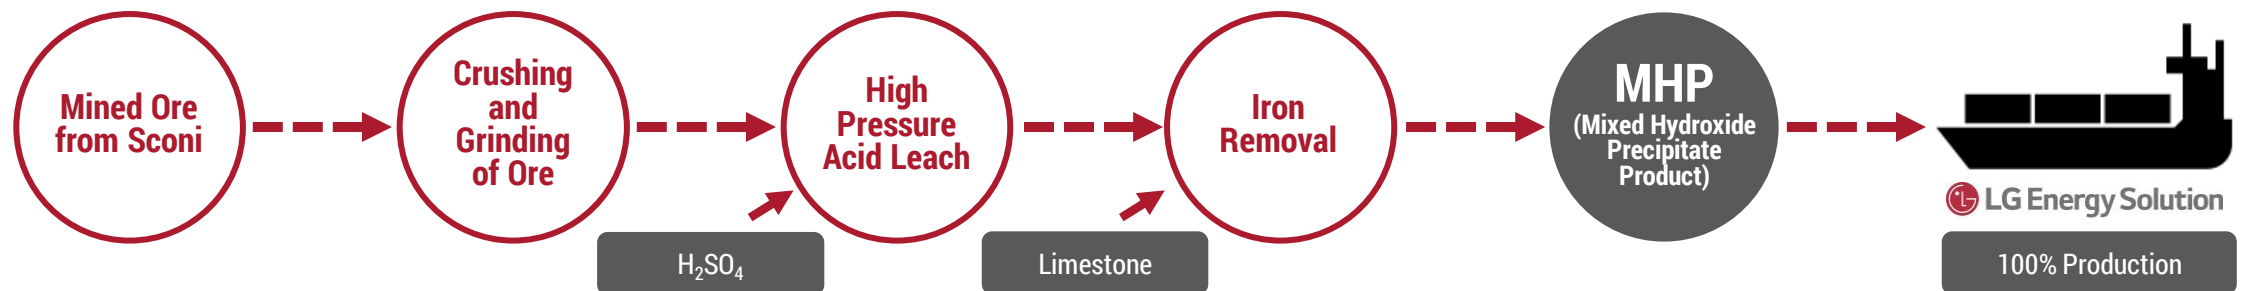 Mined Ore
from Sconi
Crushing
and
Grinding
of Ore
High
Pressure
Acid Leach
H₂SO₄
Iron
Removal
Limestone
MHP
(Mixed Hydroxide
Precipitate
Product)
LG Energy Solution
100% Production